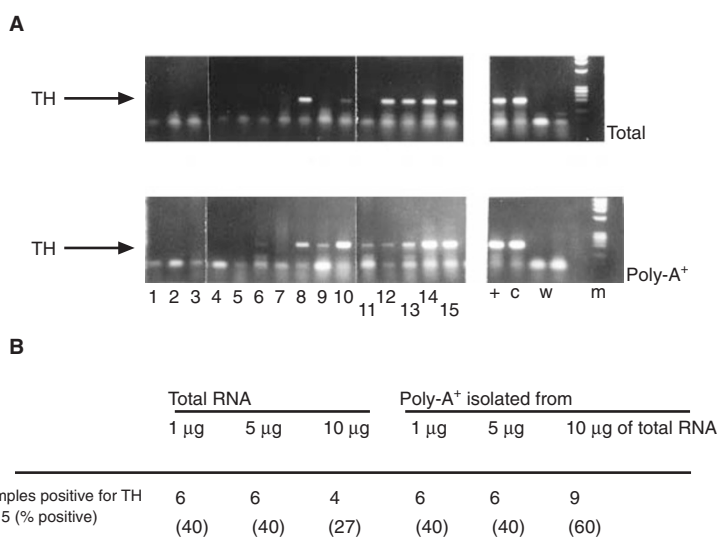 A
TH
Total
TH
Poly-A+
1 2 3 4 5 6 7 8 9 10 11 12 13 14 15 + c w m
B
Total RNA Poly-A+ isolated from
1 μg 5 μg 10 μg 1 μg 5 μg 10 μg of total RNA
mples positive for TH 6 6 4 6 6 9
5 (% positive) (40) (40) (27) (40) (40) (60)